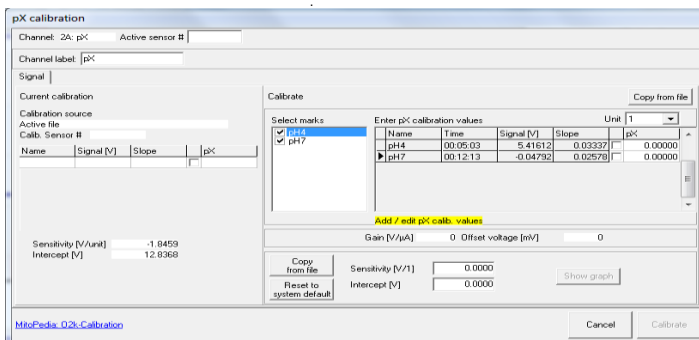 pX calibration
Channel: 2A: pX Active sensor #
Channel label: pX
Signal
Current calibration
Calibration source
Active file
Calib. Sensor #
Name Signal [V] Slope pX
Sensitivity [V/unit] -1.8459
Intercept [V] 12.8368
Calibrate Copy from file
Select marks
pH4
pH7
Enter pX calibration values Unit 1
Name Time Signal [V] Slope pX
pH4 00:05:03 5.41612 0.03337 0.00000
pH7 00:12:13 -0.04792 0.02578 0.00000
Add / edit pX calib. values
Gain [V/µA] 0 Offset voltage [mV] 0
Copy
from file
Reset to
system default
Sensitivity [V/1] 0.0000
Intercept [V] 0.0000
Show graph
MitoPedia: O2k-Calibration
Cancel Calibrate